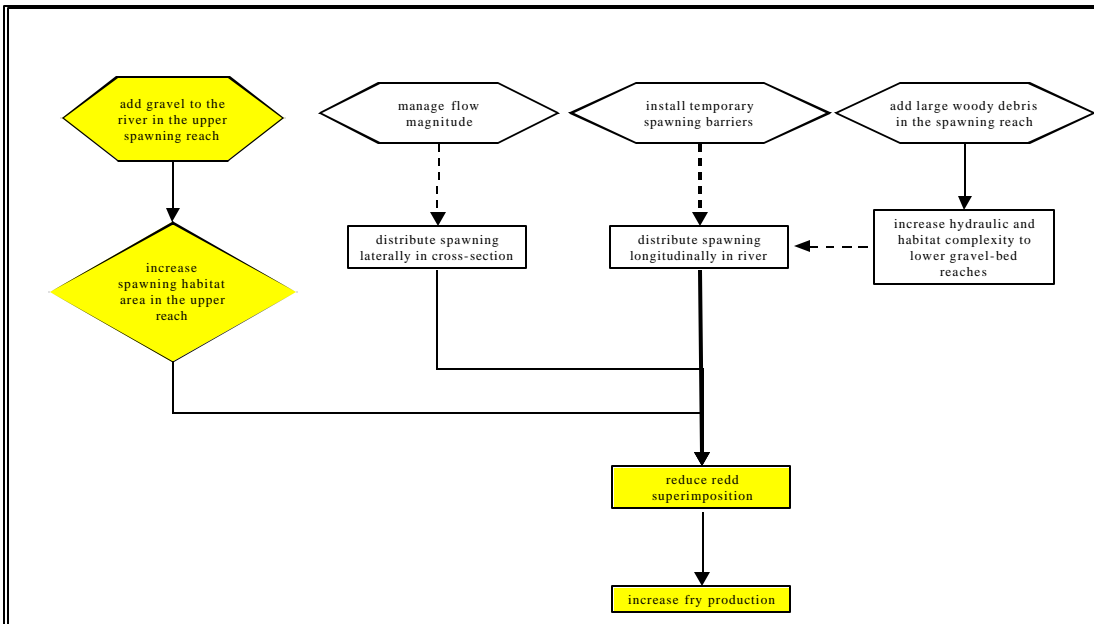 add gravel to the
river in the upper
spawning reach
manage flow
magnitude
install temporary
spawning barriers
add large woody debris
in the spawning reach
increase
spawning habitat
area in the upper
reach
distribute spawning
laterally in cross-section
distribute spawning
longitudinally in river
increase hydraulic and
habitat complexity to
lower gravel-bed
reaches
reduce redd
superimposition
increase fry production